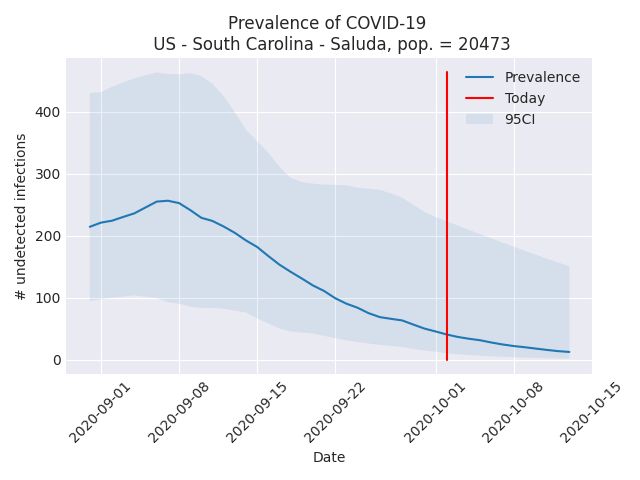 Prevalence of COVID-19
US - South Carolina - Saluda, pop. = 20473
Prevalence
Today
95CI
# undetected infections
400
300
200
100
0
2020-09-01
2020-09-08
2020-09-15
2020-09-22
2020-10-01
2020-10-08
2020-10-15
Date